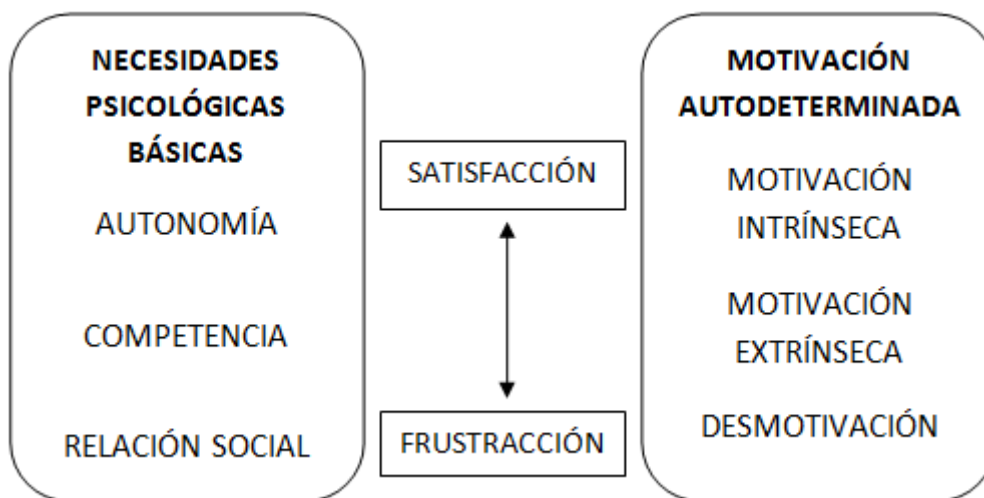 NECESIDADES
PSICOLÓGICAS
BÁSICAS
AUTONOMÍA
COMPETENCIA
RELACIÓN SOCIAL
SATISFACCIÓN
FRUSTRACCIÓN
MOTIVACIÓN
AUTODETERMINADA
MOTIVACIÓN
INTRÍNSECA
MOTIVACIÓN
EXTRÍNSECA
DESMOTIVACIÓN